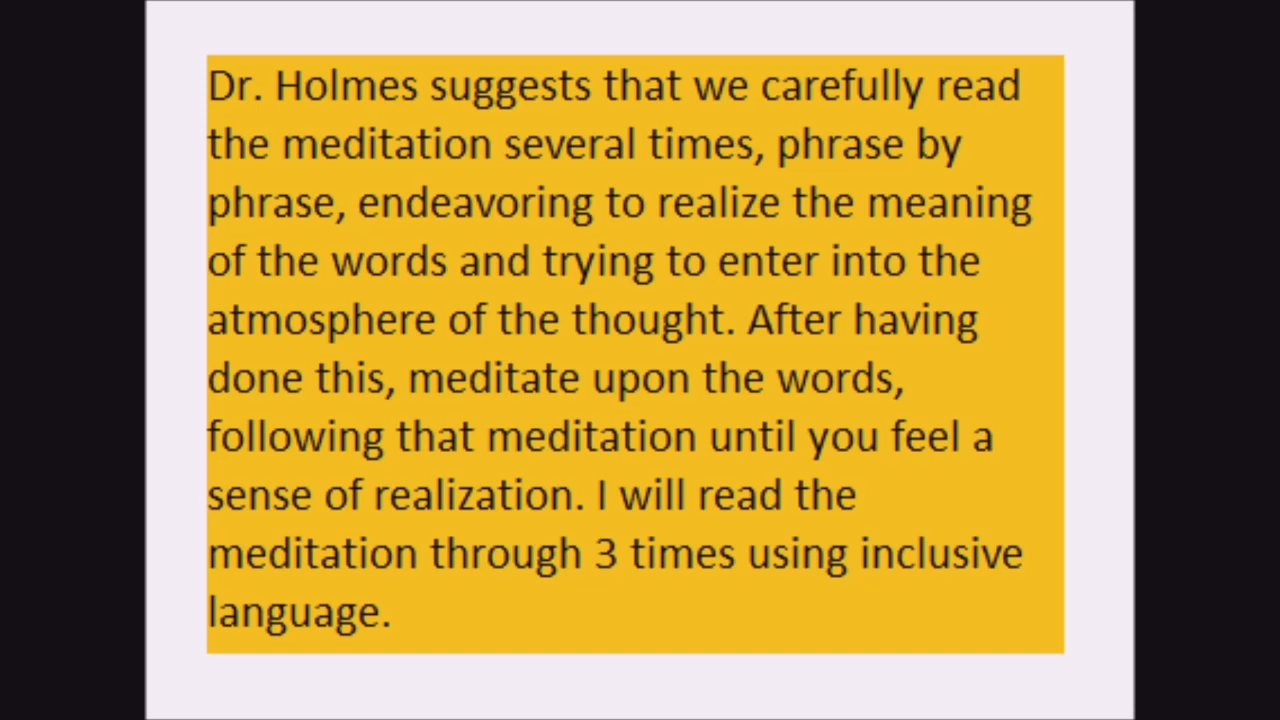 Dr. Holmes suggests that we carefully read
the meditation several times, phrase by
phrase, endeavoring to realize the meaning
of the words and trying to enter into the
atmosphere of the thought. After having
done this, meditate upon the words,
following that meditation until you feel a
sense of realization. I will read the
meditation through 3 times using inclusive
language.